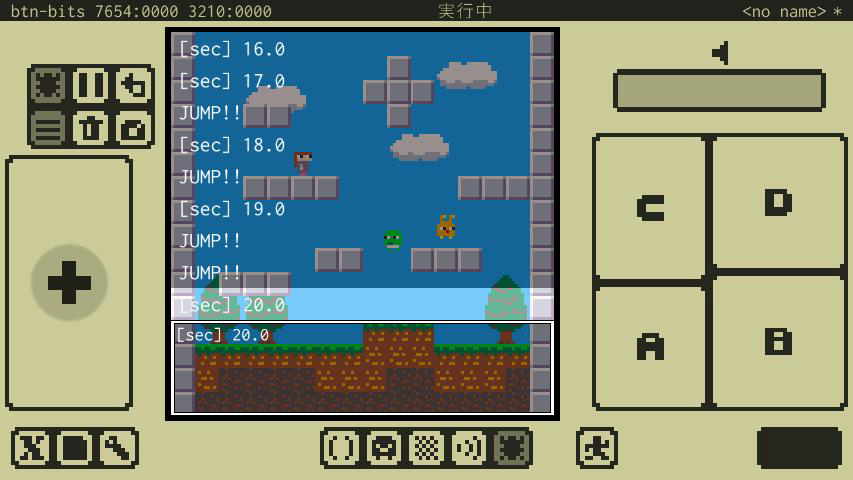 btn-bits 7654:0000 3210:0000 実行中 <no name> *
[sec] 16.0
[sec] 17.0
JUMP!!
[sec] 18.0
JUMP!!
[sec] 19.0
JUMP!!
JUMP!!
[sec] 20.0
[sec] 20.0
C
D
A
B
X